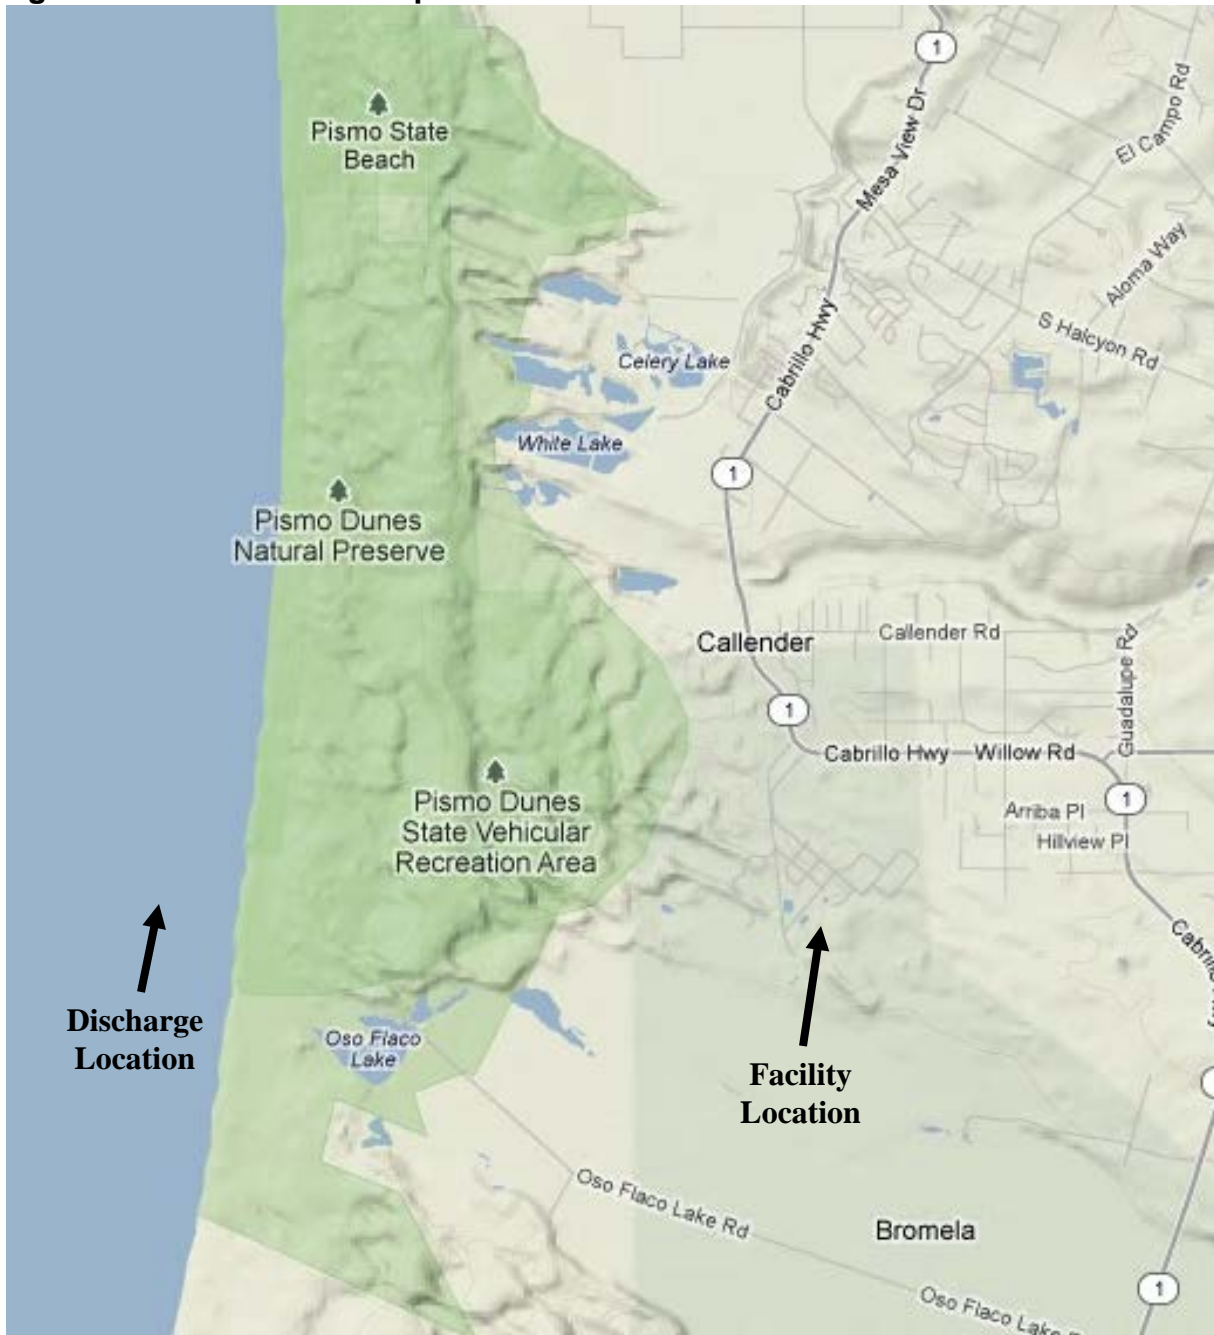 1
Pismo State
Beach
El Campo Rd
Mesa View Dr
Aloma Way
S Halcyon Rd
Celery Lake
Cabrillo Hwy
White Lake
1
Pismo Dunes
Natural Preserve
Callender
Callender Rd
Guadalupe Rd
1
Cabrillo Hwy
Willow Rd
Pismo Dunes
State Vehicular
Recreation Area
1
Arriba Pl
Hillview Pl
Discharge
Location
Oso Flaco
Lake
Facility
Location
Oso Flaco Lake Rd
Bromela
1
Oso Flaco Lake